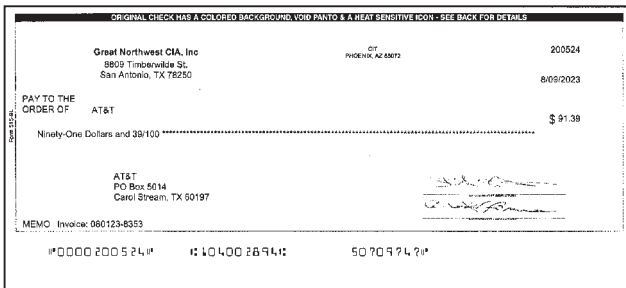 ORIGINAL CHECK HAS A COLORED BACKGROUND, VOID PANTO & A HEAT SENSITIVE ICON - SEE BACK FOR DETAILS
Great Northwest CIA, Inc
8809 Timberwilde St.
San Antonio, TX 78250
CIT
PHOENIX, AZ 85072
200524
8/09/2023
PAY TO THE
ORDER OF AT&T
$ 91.39
Ninety-One Dollars and 39/100
AT&T
PO Box 5014
Carol Stream, TX 60197
MEMO Invoice: 080123-8353
⑈0000200524⑈ ⑆104002894⑆ 50709747⑈